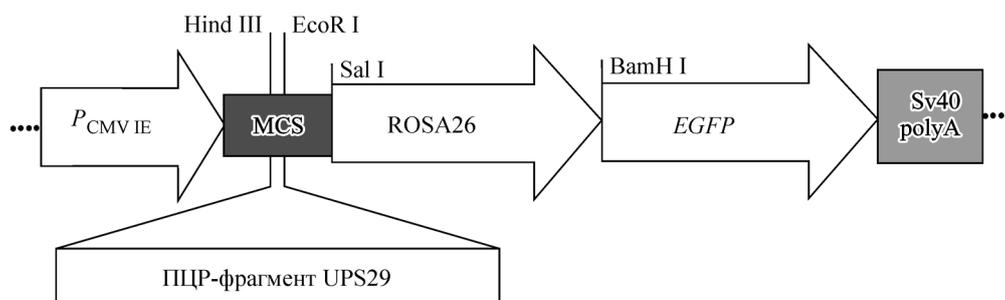 Hind III EcoR I
Sal I
BamH I
P CMV IE
MCS
ROSA26
EGFP
Sv40
polyA
ПЦР-фрагмент UPS29